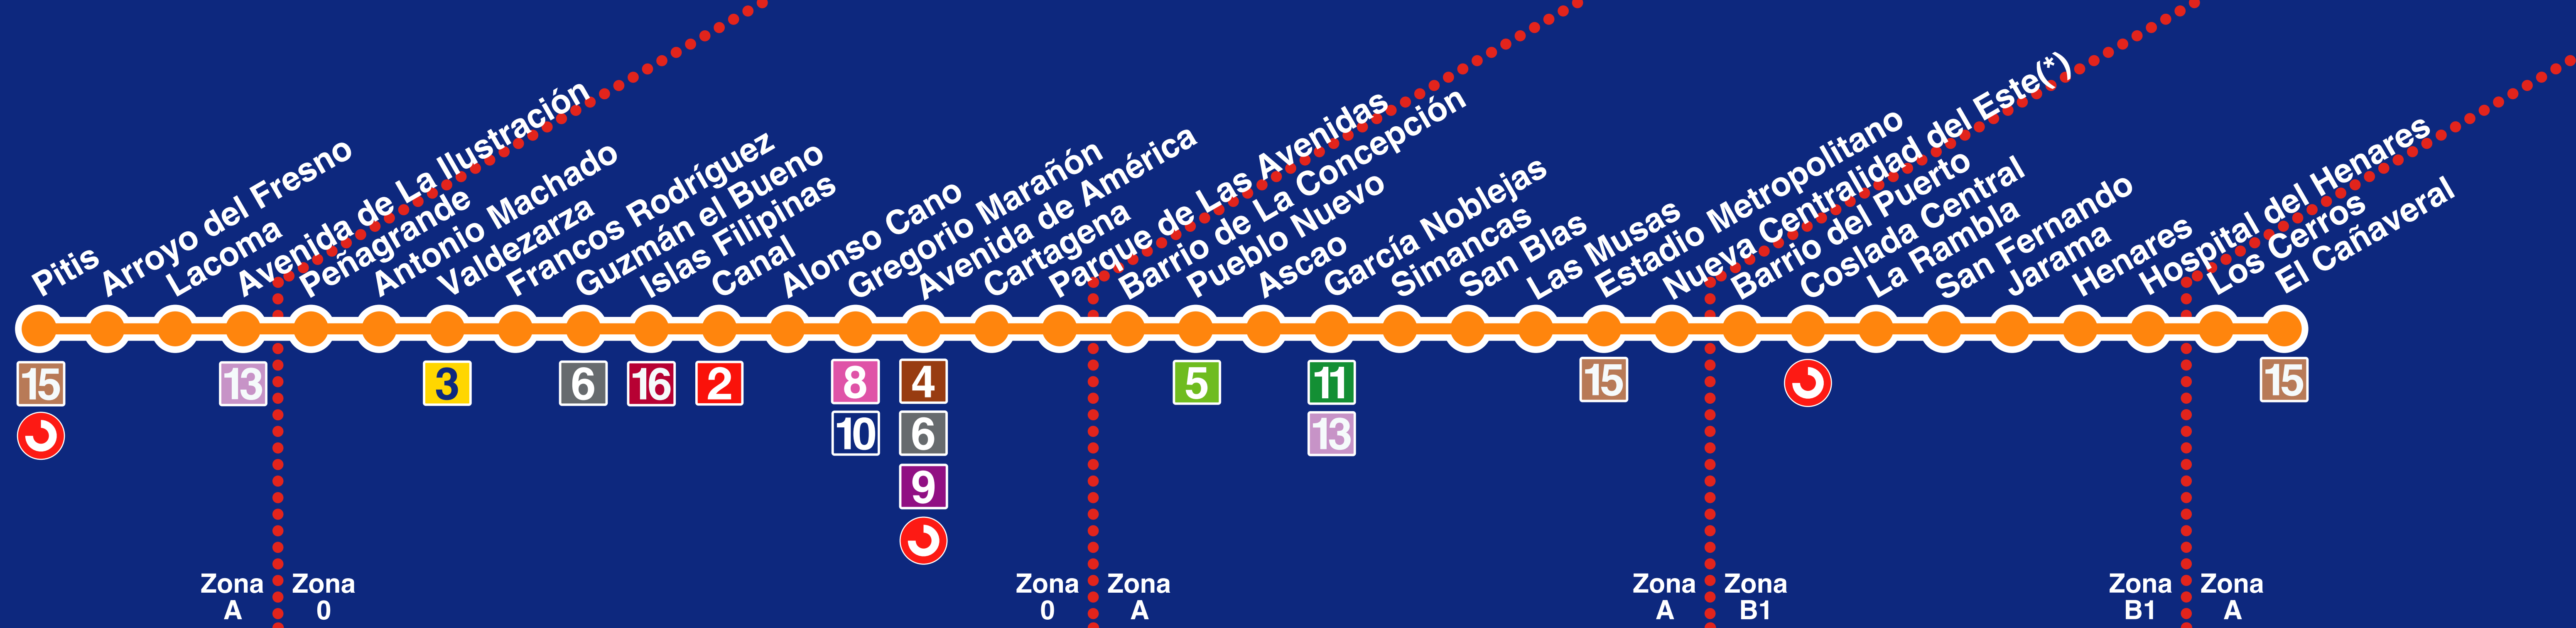 Pitis
Arroyo del Fresno
Lacoma
Avenida de La Ilustración
Peñagrande
Antonio Machado
Valdezarza
Francos Rodríguez
Guzmán el Bueno
Islas Filipinas
Canal
Alonso Cano
Gregorio Marañón
Avenida de América
Cartagena
Parque de Las Avenidas
Barrio de La Concepción
Pueblo Nuevo
Ascao
García Noblejas
Simancas
San Blas
Las Musas
Estadio Metropolitano
Nueva Centralidad del Este(*)
Barrio del Puerto
Coslada Central
La Rambla
San Fernando
Jarama
Henares
Hospital del Henares
Los Cerros
El Cañaveral
15
13
3
6
16
2
8
4
5
11
15
15
10
6
13
9
Zona
A
Zona
0
Zona
0
Zona
A
Zona
A
Zona
B1
Zona
B1
Zona
A